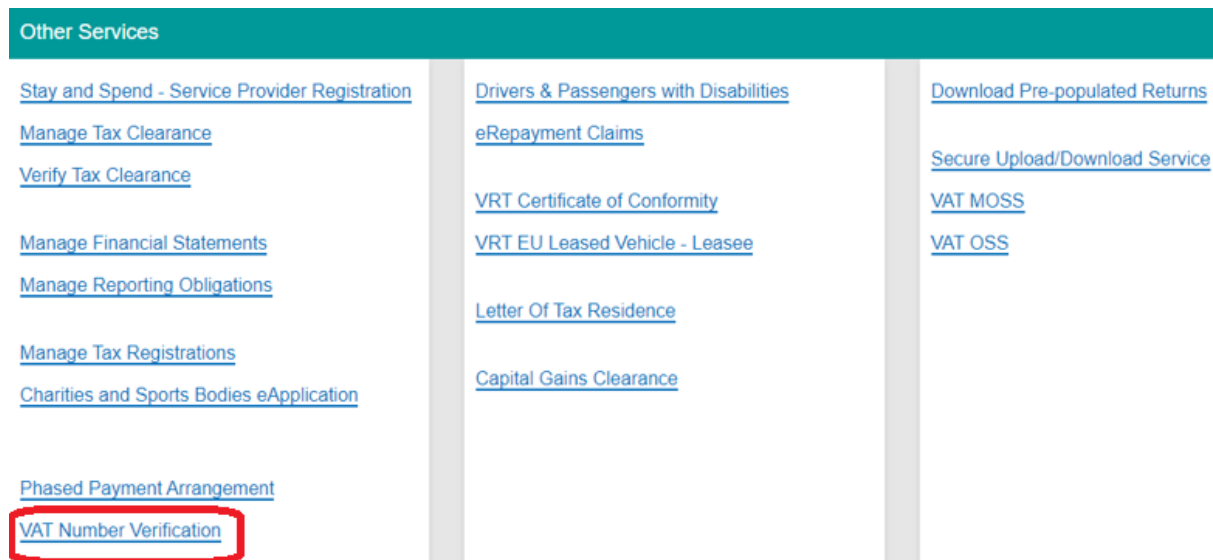 Other Services
Stay and Spend - Service Provider Registration
Manage Tax Clearance
Verify Tax Clearance
Manage Financial Statements
Manage Reporting Obligations
Manage Tax Registrations
Charities and Sports Bodies eApplication
Phased Payment Arrangement
VAT Number Verification
Drivers & Passengers with Disabilities
eRepayment Claims
VRT Certificate of Conformity
VRT EU Leased Vehicle - Leasee
Letter Of Tax Residence
Capital Gains Clearance
Download Pre-populated Returns
Secure Upload/Download Service
VAT MOSS
VAT OSS